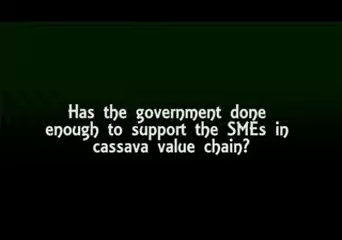 Has the government done
enough to support the SMEs in
cassava value chain?